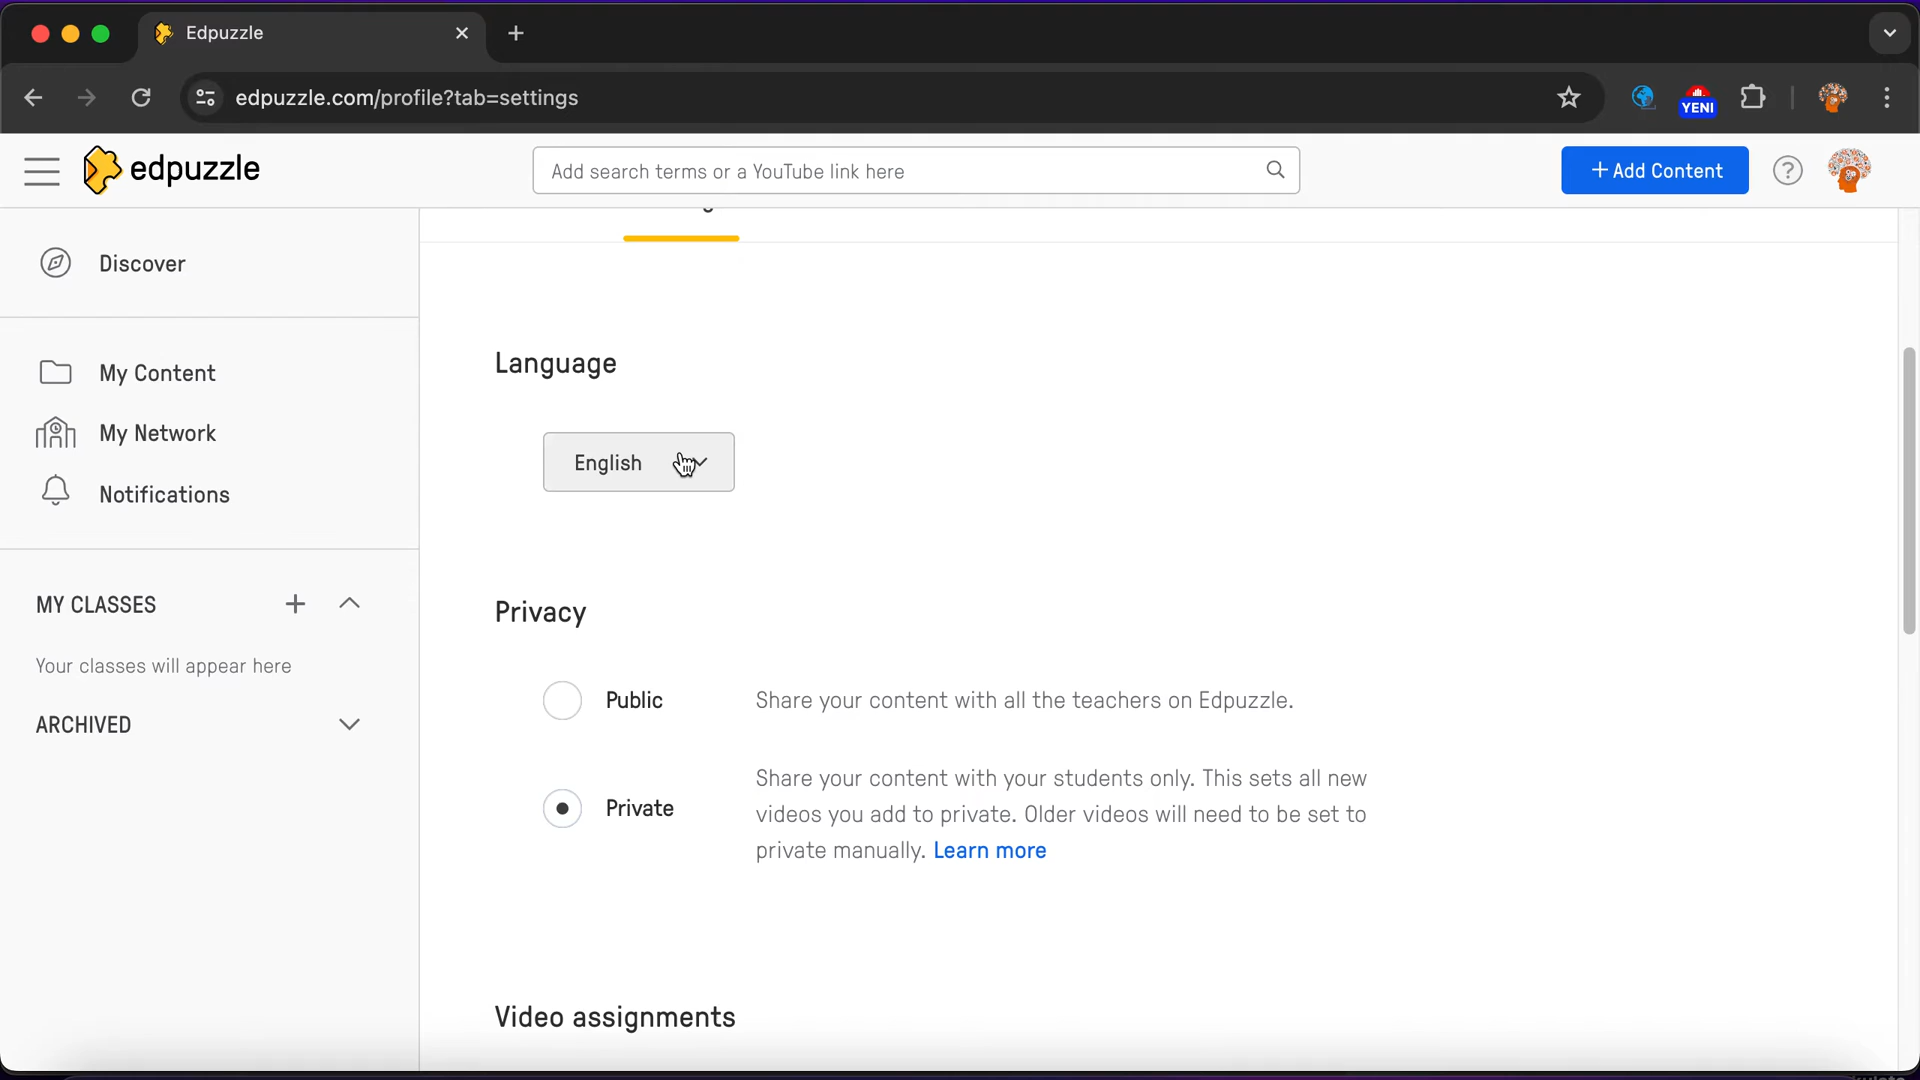 Edpuzzle
edpuzzle.com/profile?tab=settings
YENI
edpuzzle
Add search terms or a YouTube link here
+ Add Content
Discover
My Content
My Network
Notifications
MY CLASSES
Your classes will appear here
ARCHIVED
Language
English
Privacy
Public
Share your content with all the teachers on Edpuzzle.
Private
Share your content with your students only. This sets all new
videos you add to private. Older videos will need to be set to
private manually. Learn more
Video assignments